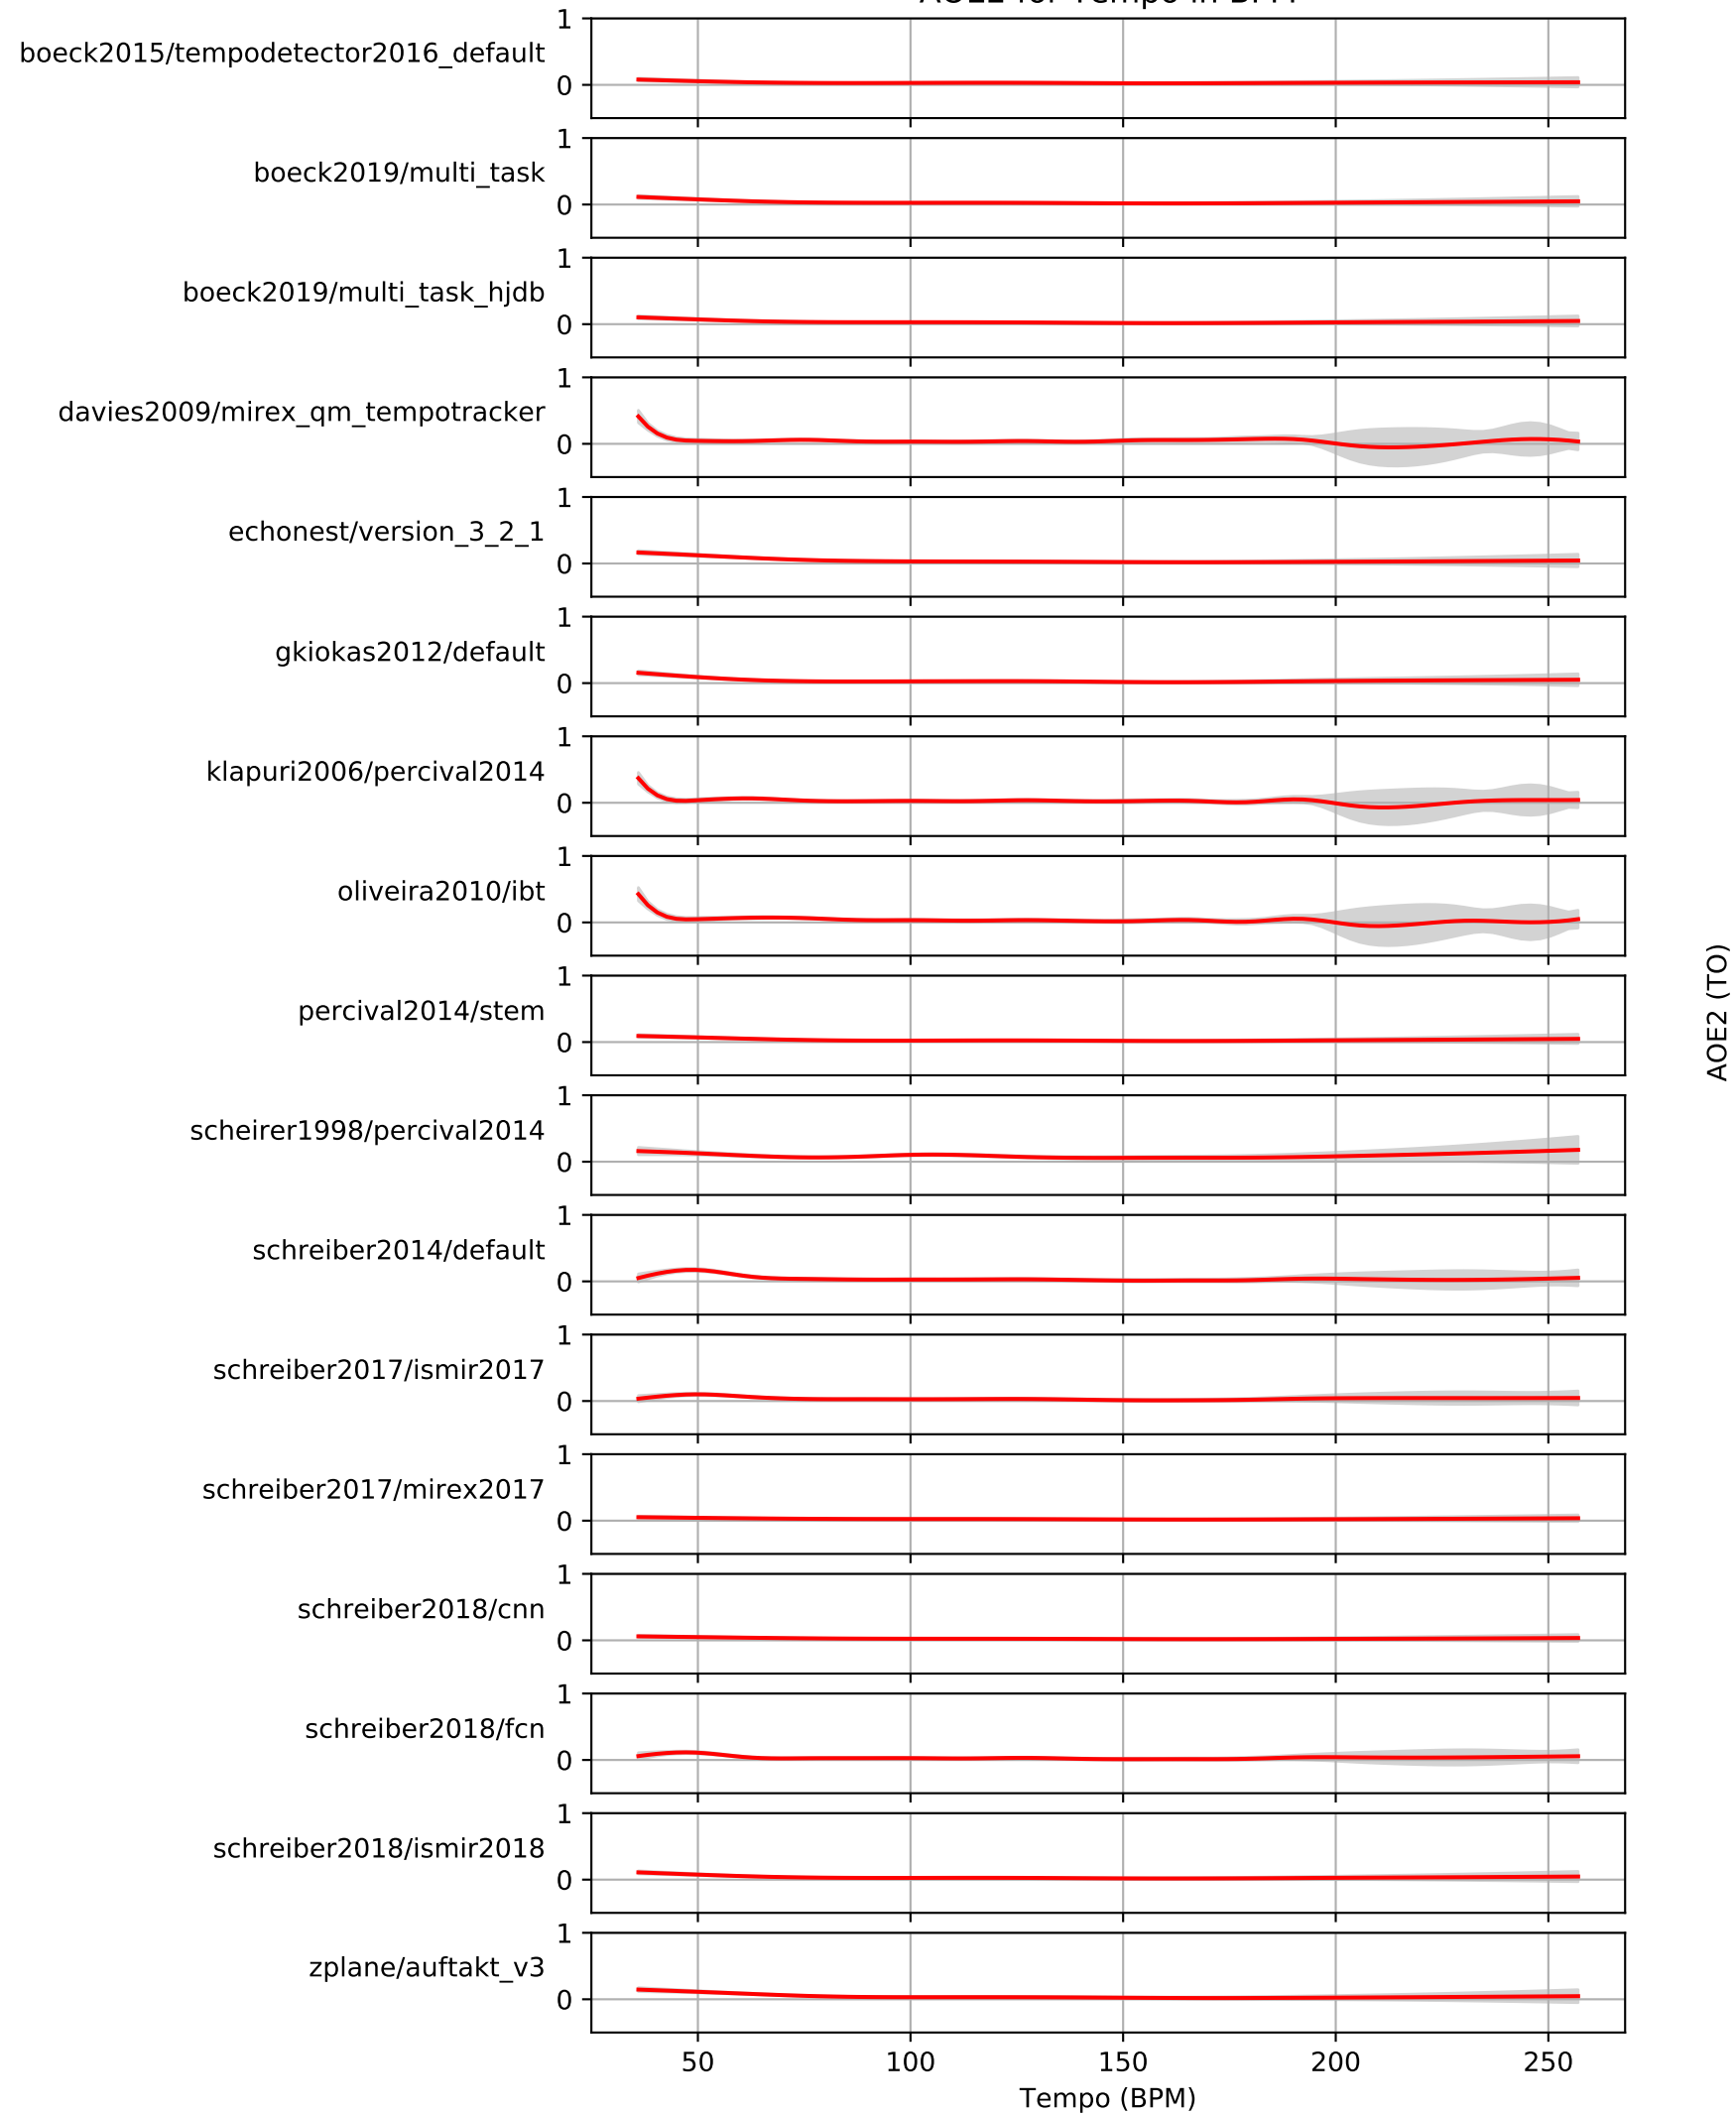 1
boeck2015/tempodetector2016_default
0
1
boeck2019/multi_task
0
1
boeck2019/multi_task_hjdb
0
1
davies2009/mirex_qm_tempotracker
0
1
echonest/version_3_2_1
0
1
gkiokas2012/default
0
1
klapuri2006/percival2014
0
1
oliveira2010/ibt
0
AOE2 (TO)
1
percival2014/stem
0
1
scheirer1998/percival2014
0
1
schreiber2014/default
0
1
schreiber2017/ismir2017
0
1
schreiber2017/mirex2017
0
1
schreiber2018/cnn
0
1
schreiber2018/fcn
0
1
schreiber2018/ismir2018
0
1
zplane/auftakt_v3
0
50 100 150 200 250
Tempo (BPM)